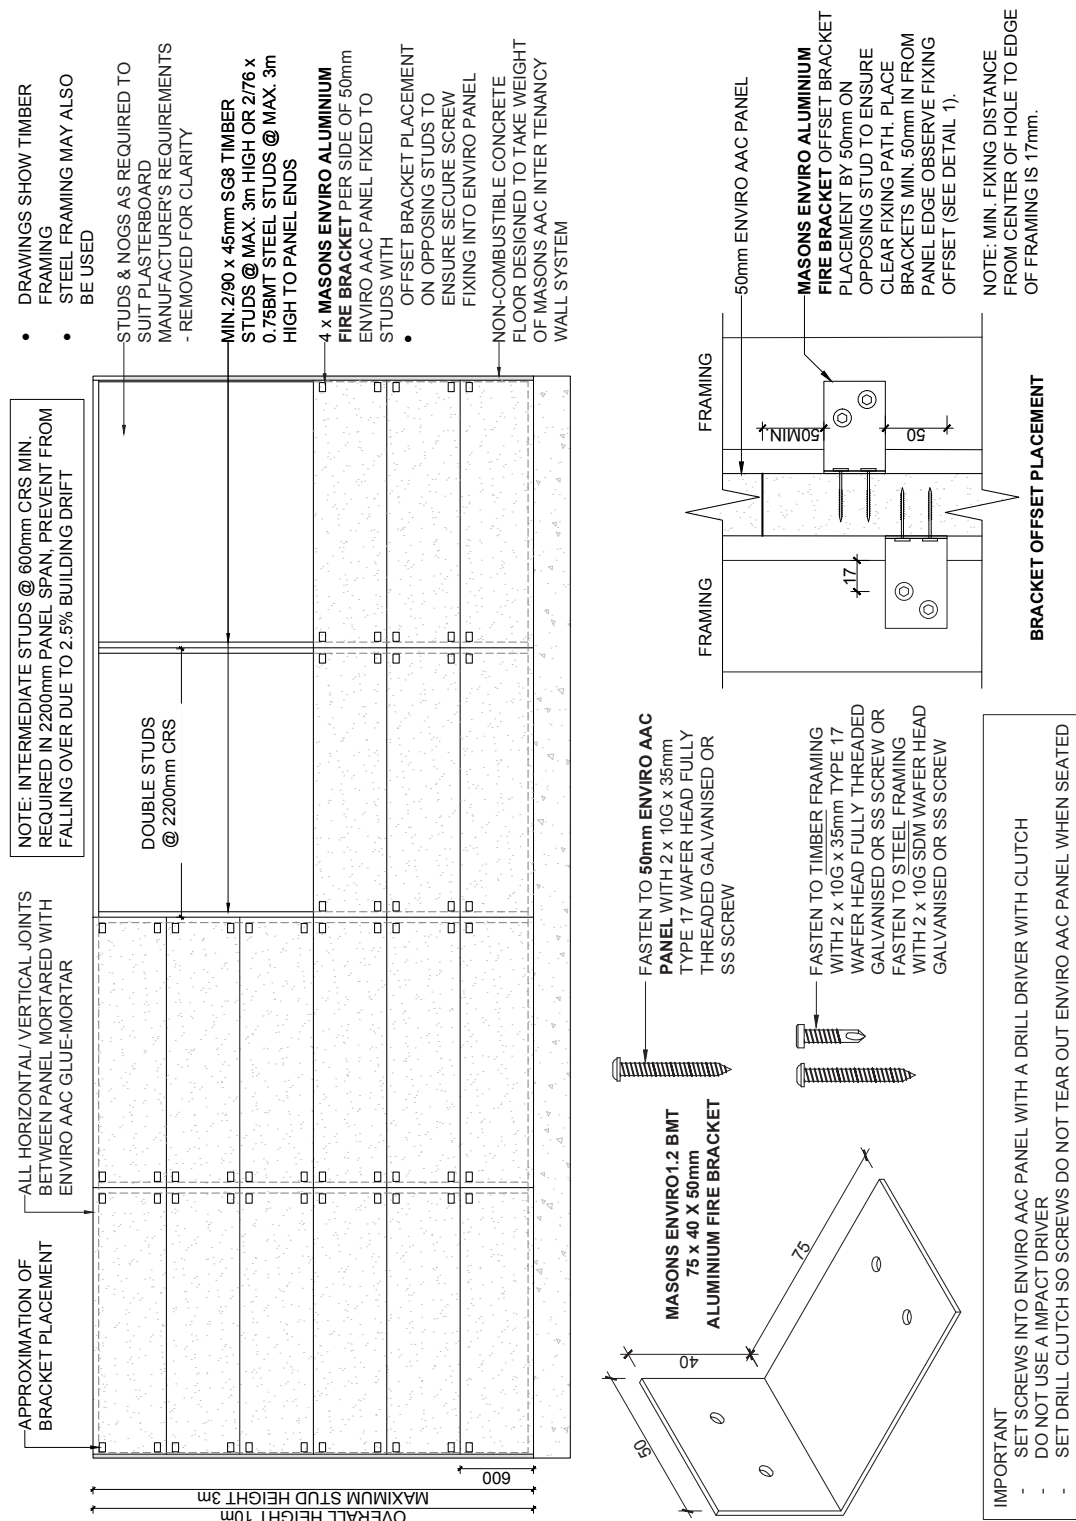 APPROXIMATION OF
BRACKET PLACEMENT
ALL HORIZONTAL/ VERTICAL JOINTS
BETWEEN PANEL MORTARED WITH
ENVIRO AAC GLUE-MORTAR
NOTE: INTERMEDIATE STUDS @ 600mm CRS MIN.
REQUIRED IN 2200mm PANEL SPAN, PREVENT FROM
FALLING OVER DUE TO 2.5% BUILDING DRIFT
• DRAWINGS SHOW TIMBER
FRAMING
• STEEL FRAMING MAY ALSO
BE USED
STUDS & NOGS AS REQUIRED TO
SUIT PLASTERBOARD
MANUFACTURER'S REQUIREMENTS
- REMOVED FOR CLARITY
MIN.2/90 x 45mm SG8 TIMBER
STUDS @ MAX. 3m HIGH OR 2/76 x
0.75BMT STEEL STUDS @ MAX. 3m
HIGH TO PANEL ENDS
4 x MASONS ENVIRO ALUMINIUM
FIRE BRACKET PER SIDE OF 50mm
ENVIRO AAC PANEL FIXED TO
STUDS WITH
• OFFSET BRACKET PLACEMENT
ON OPPOSING STUDS TO
ENSURE SECURE SCREW
FIXING INTO ENVIRO PANEL
NON-COMBUSTIBLE CONCRETE
FLOOR DESIGNED TO TAKE WEIGHT
OF MASONS AAC INTER TENANCY
WALL SYSTEM
DOUBLE STUDS
@ 2200mm CRS
OVERALL HEIGHT 10m
MAXIMUM STUD HEIGHT 3m
600
MASONS ENVIRO1.2 BMT
75 x 40 X 50mm
ALUMINIUM FIRE BRACKET
50
40
75
FASTEN TO 50mm ENVIRO AAC
PANEL WITH 2 x 10G x 35mm
TYPE 17 WAFER HEAD FULLY
THREADED GALVANISED OR
SS SCREW
FASTEN TO TIMBER FRAMING
WITH 2 x 10G x 35mm TYPE 17
WAFER HEAD FULLY THREADED
GALVANISED OR SS SCREW OR
FASTEN TO STEEL FRAMING
WITH 2 x 10G SDM WAFER HEAD
GALVANISED OR SS SCREW
FRAMING
FRAMING
50MIN
50
17
50mm ENVIRO AAC PANEL
MASONS ENVIRO ALUMINIUM
FIRE BRACKET OFFSET BRACKET
PLACEMENT BY 50mm ON
OPPOSING STUD TO ENSURE
CLEAR FIXING PATH. PLACE
BRACKETS MIN. 50mm IN FROM
PANEL EDGE OBSERVE FIXING
OFFSET (SEE DETAIL 1).
NOTE: MIN. FIXING DISTANCE
FROM CENTER OF HOLE TO EDGE
OF FRAMING IS 17mm.
BRACKET OFFSET PLACEMENT
IMPORTANT
- SET SCREWS INTO ENVIRO AAC PANEL WITH A DRILL DRIVER WITH CLUTCH
- DO NOT USE A IMPACT DRIVER
- SET DRILL CLUTCH SO SCREWS DO NOT TEAR OUT ENVIRO AAC PANEL WHEN SEATED